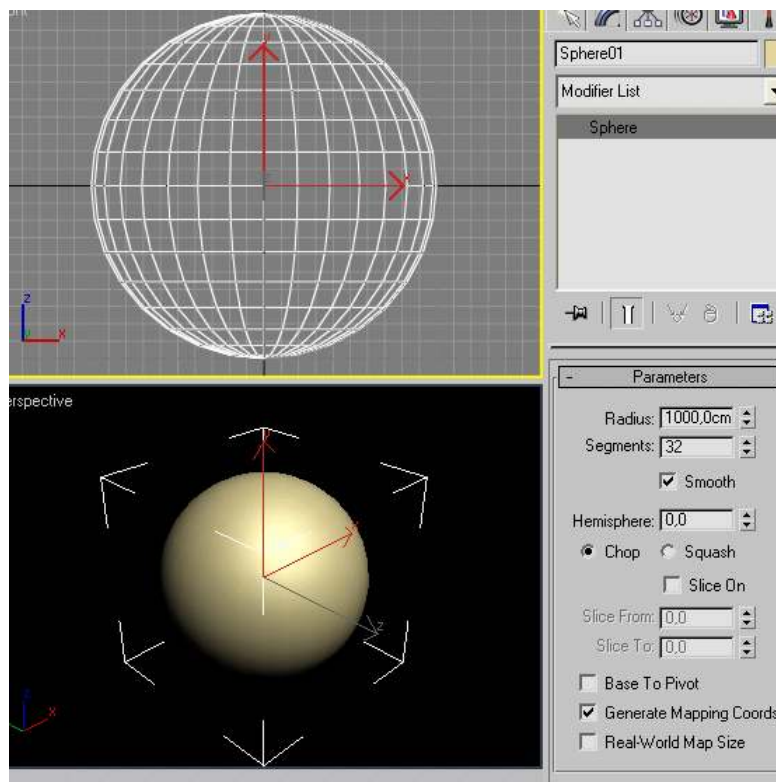 Sphere01
Modifier List
Sphere
z
x
erspective
z
x
Parameters
Radius: 1000,0cm
Segments: 32
Smooth
Hemisphere: 0,0
Chop Squash
Slice On
Slice From: 0,0
Slice To: 0,0
Base To Pivot
Generate Mapping Coords
Real-World Map Size